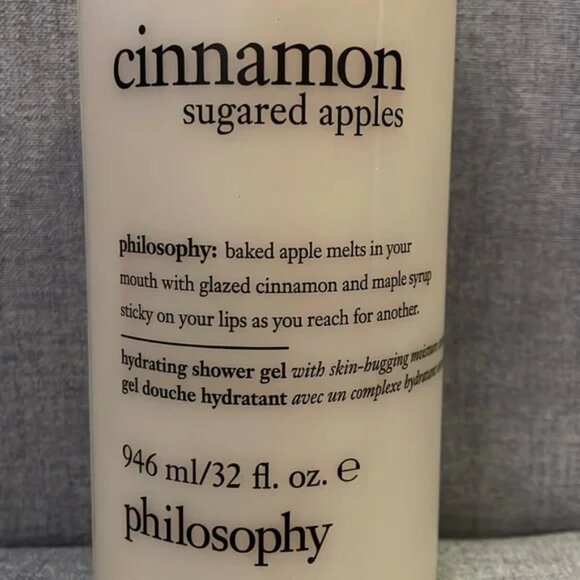 cinnamon
sugared apples
philosophy: baked apple melts in your
mouth with glazed cinnamon and maple syrup
sticky on your lips as you reach for another.
hydrating shower gel with skin-hugging moisture
gel douche hydratant avec un complexe hydratant
946 ml/32 fl. oz. ℮
philosophy